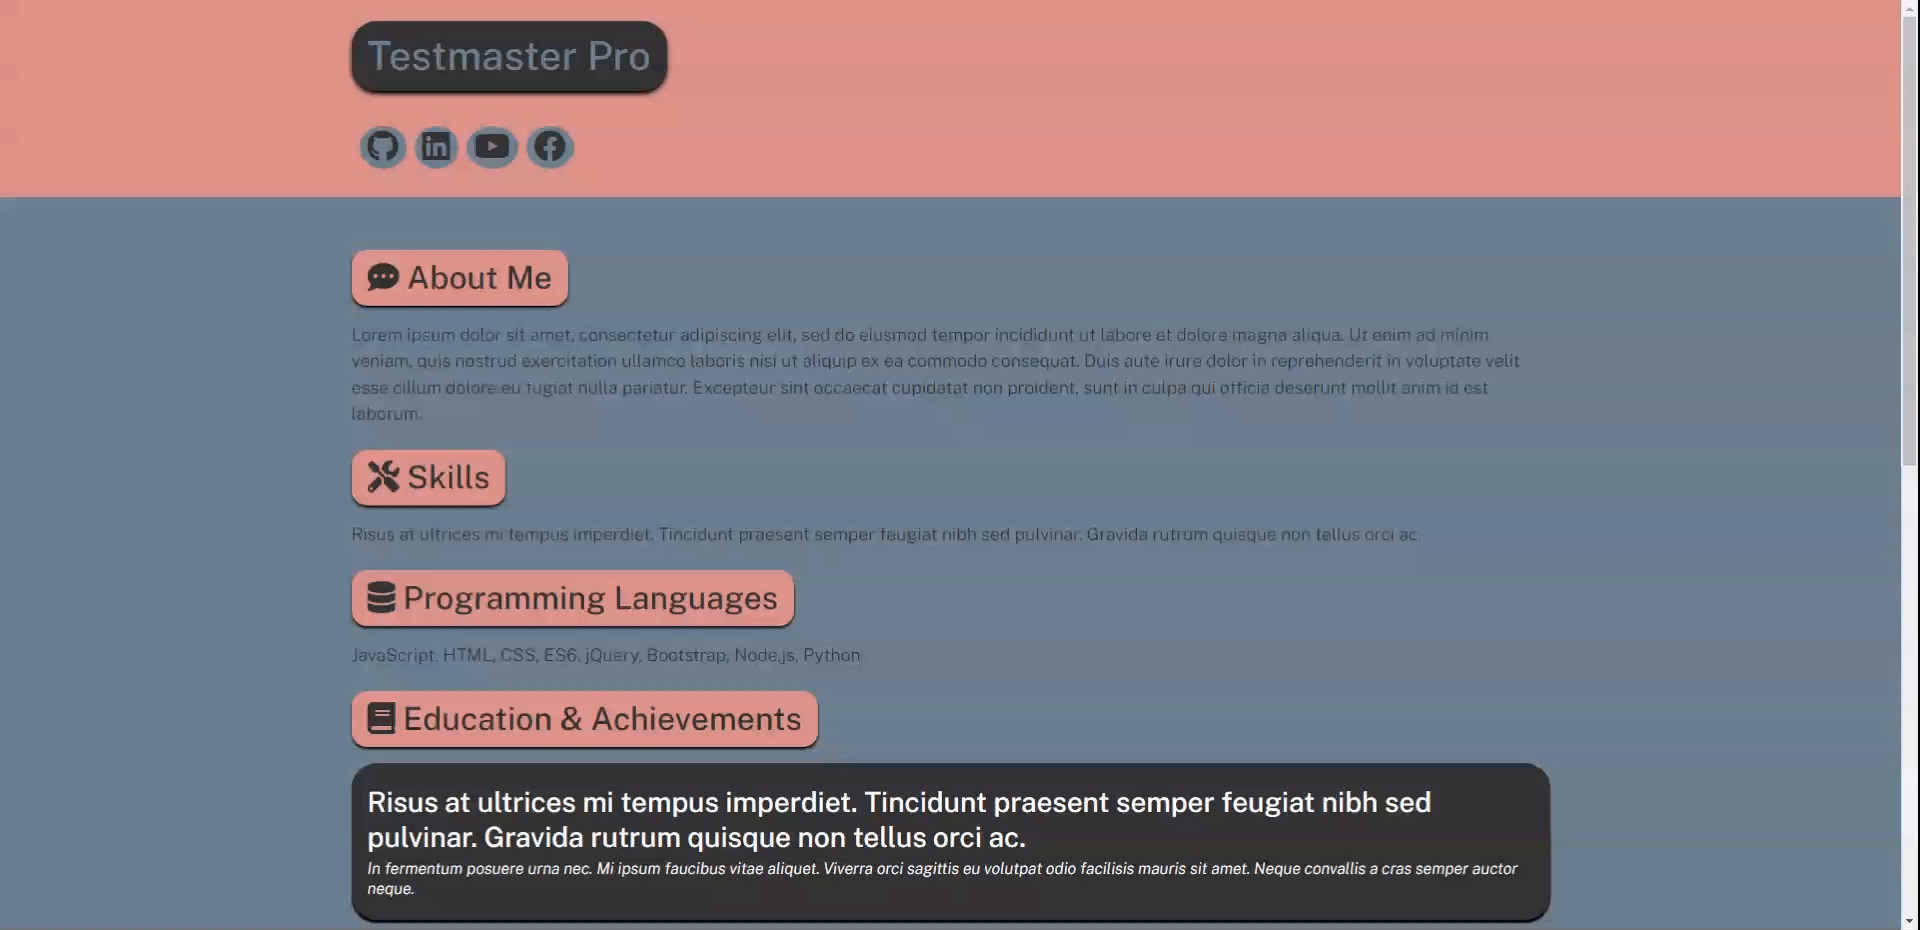 Testmaster Pro
About Me
Lorem ipsum dolor sit amet, consectetur adipiscing elit, sed do eiusmod tempor incididunt ut labore et dolore magna aliqua. Ut enim ad minim
veniam, quis nostrud exercitation ullamco laboris nisi ut aliquip ex ea commodo consequat. Duis aute irure dolor in reprehenderit in voluptate velit
esse cillum dolore eu fugiat nulla pariatur. Excepteur sint occaecat cupidatat non proident, sunt in culpa qui officia deserunt mollit anim id est
laborum.
Skills
Risus at ultrices mi tempus imperdiet. Tincidunt praesent semper feugiat nibh sed pulvinar. Gravida rutrum quisque non tellus orci ac.
Programming Languages
JavaScript, HTML, CSS, ES6, jQuery, Bootstrap, Node.js, Python
Education & Achievements
Risus at ultrices mi tempus imperdiet. Tincidunt praesent semper feugiat nibh sed
pulvinar. Gravida rutrum quisque non tellus orci ac.
In fermentum posuere urna nec. Mi ipsum faucibus vitae aliquet. Viverra orci sagittis eu volutpat odio facilisis mauris sit amet. Neque convallis a cras semper auctor
neque.